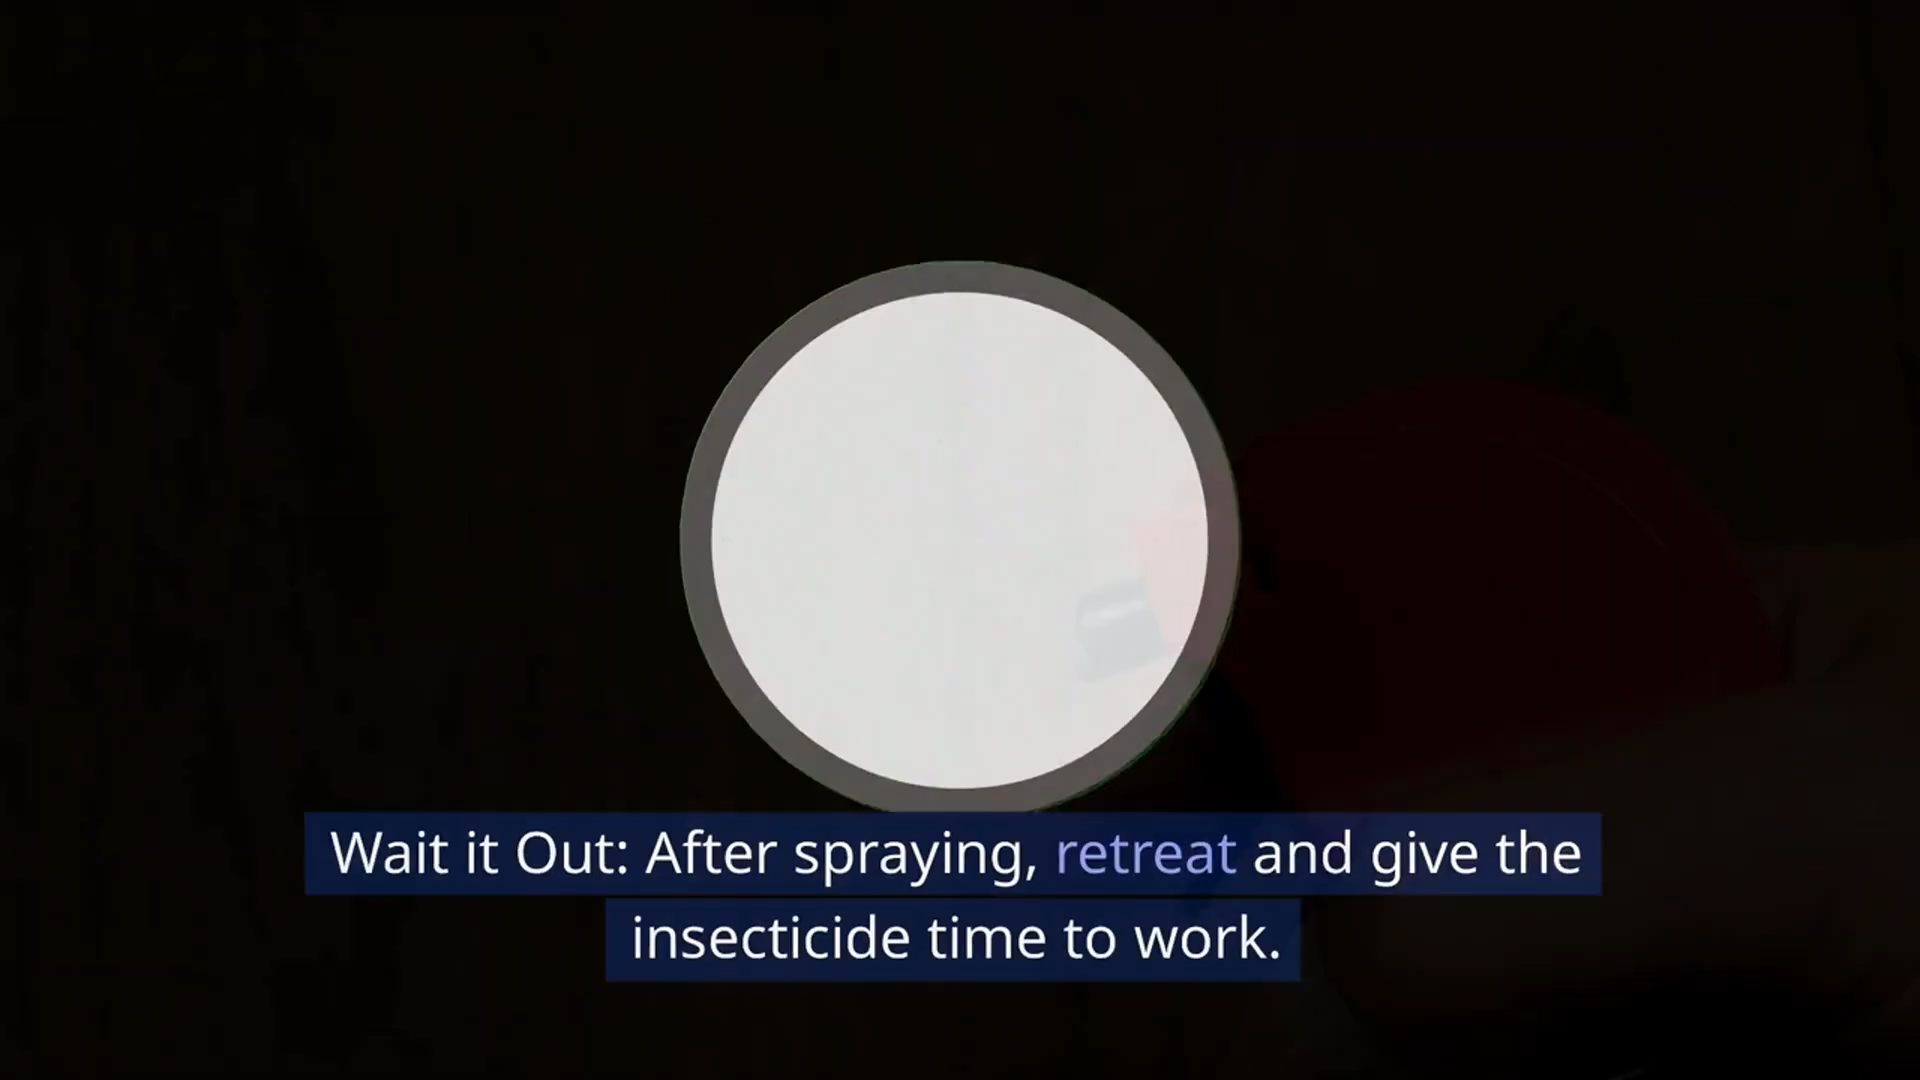 Wait it Out: After spraying, retreat and give the
insecticide time to work.